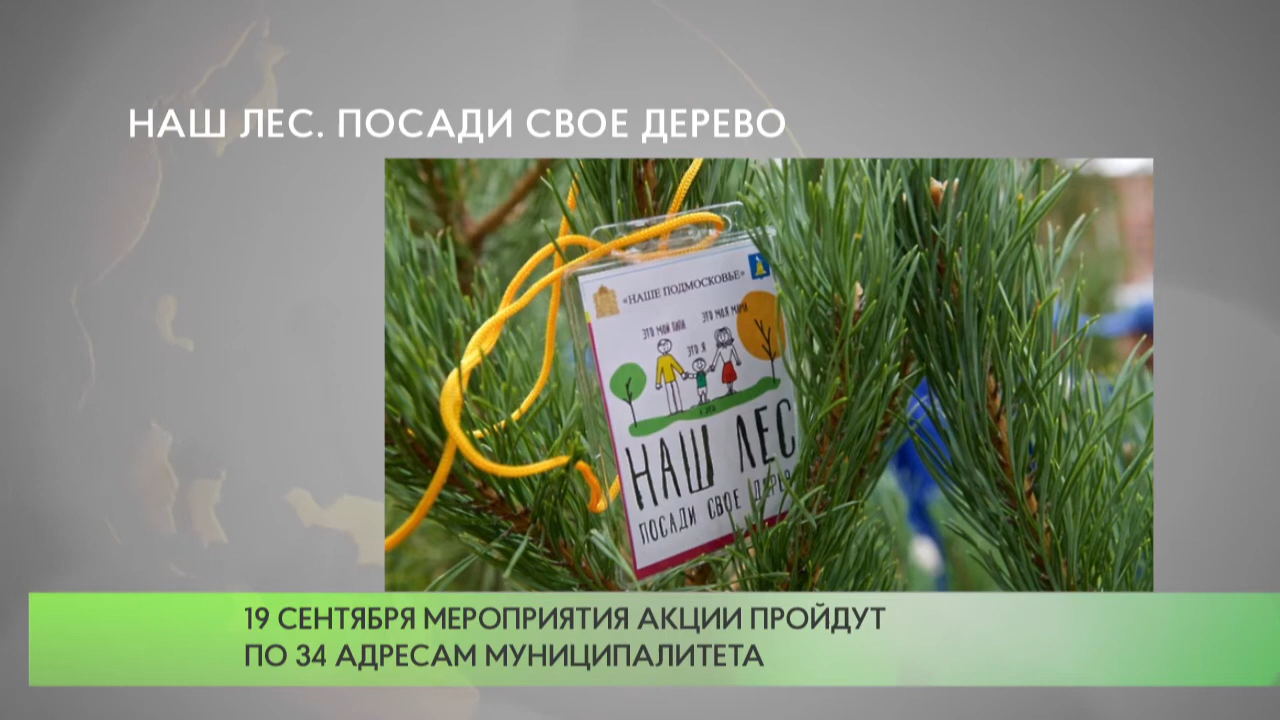 НАШ ЛЕС. ПОСАДИ СВОЕ ДЕРЕВО
«НАШЕ ПОДМОСКОВЬЕ»
ЭТО МОЙ ПАПА
ЭТО МОЯ МАМА
ЭТО Я
НАШ ЛЕС
ПОСАДИ СВОЕ
19 СЕНТЯБРЯ МЕРОПРИЯТИЯ АКЦИИ ПРОЙДУТ
ПО 34 АДРЕСАМ МУНИЦИПАЛИТЕТА